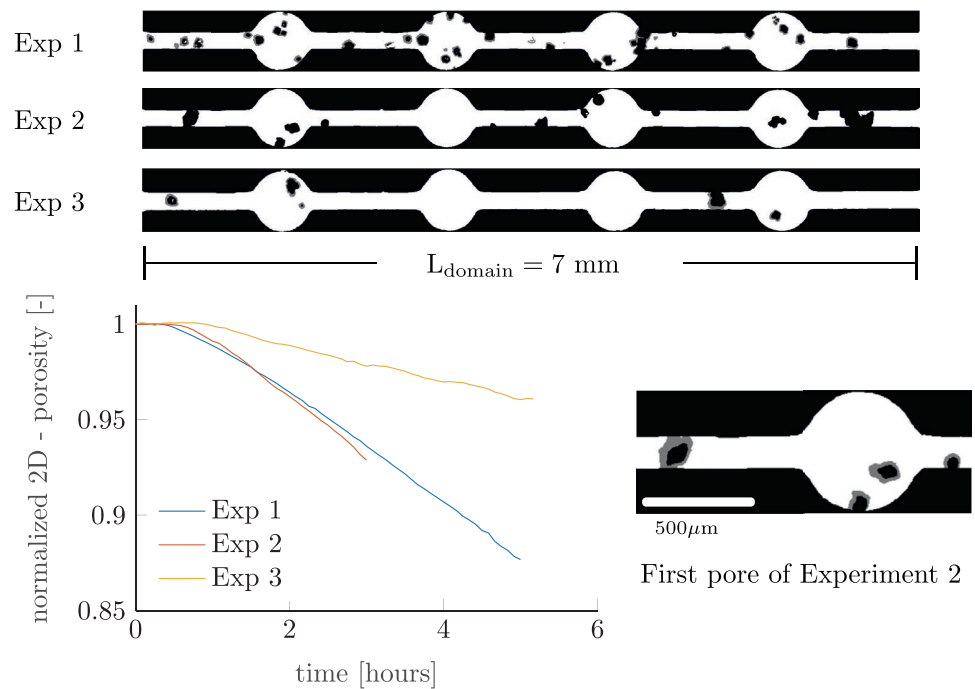 Exp 1
Exp 2
Exp 3
L_domain = 7 mm
normalized 2D - porosity [-]
1
0.95
0.9
0.85
Exp 1
Exp 2
Exp 3
0 2 4 6
time [hours]
500μm
First pore of Experiment 2